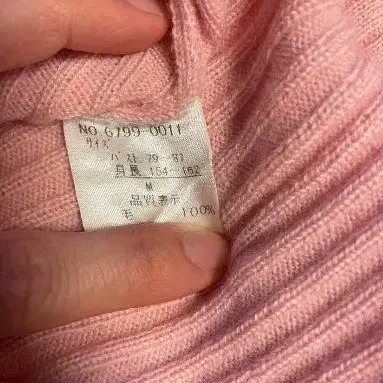 NO 6799-0011
サイズ
バスト 79-87
身長 154-162
M
品質表示
毛 100%